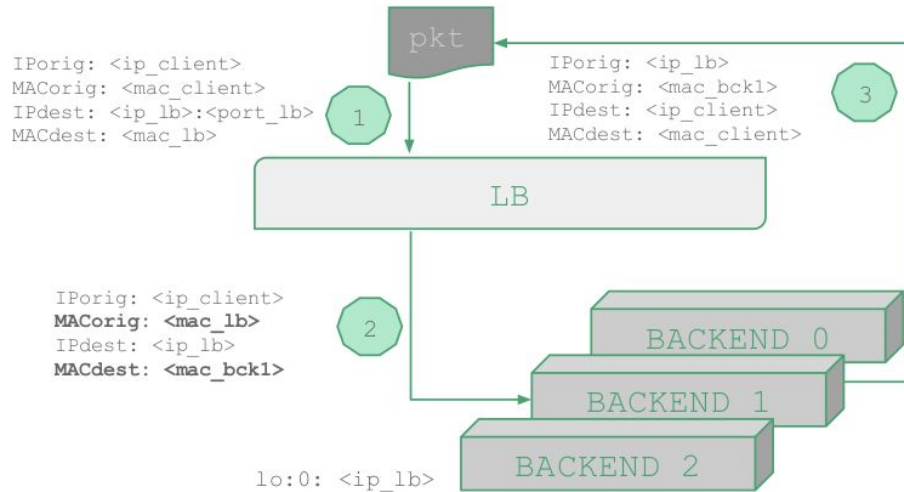 pkt
IPorig: <ip_client>
MACorig: <mac_client>
IPdest: <ip_lb>:<port_lb>
MACdest: <mac_lb>
1
IPorig: <ip_lb>
MACorig: <mac_bck1>
IPdest: <ip_client>
MACdest: <mac_client>
3
LB
IPorig: <ip_client>
MACorig: <mac_lb>
IPdest: <ip_lb>
MACdest: <mac_bck1>
2
BACKEND 0
BACKEND 1
BACKEND 2
lo:0: <ip_lb>